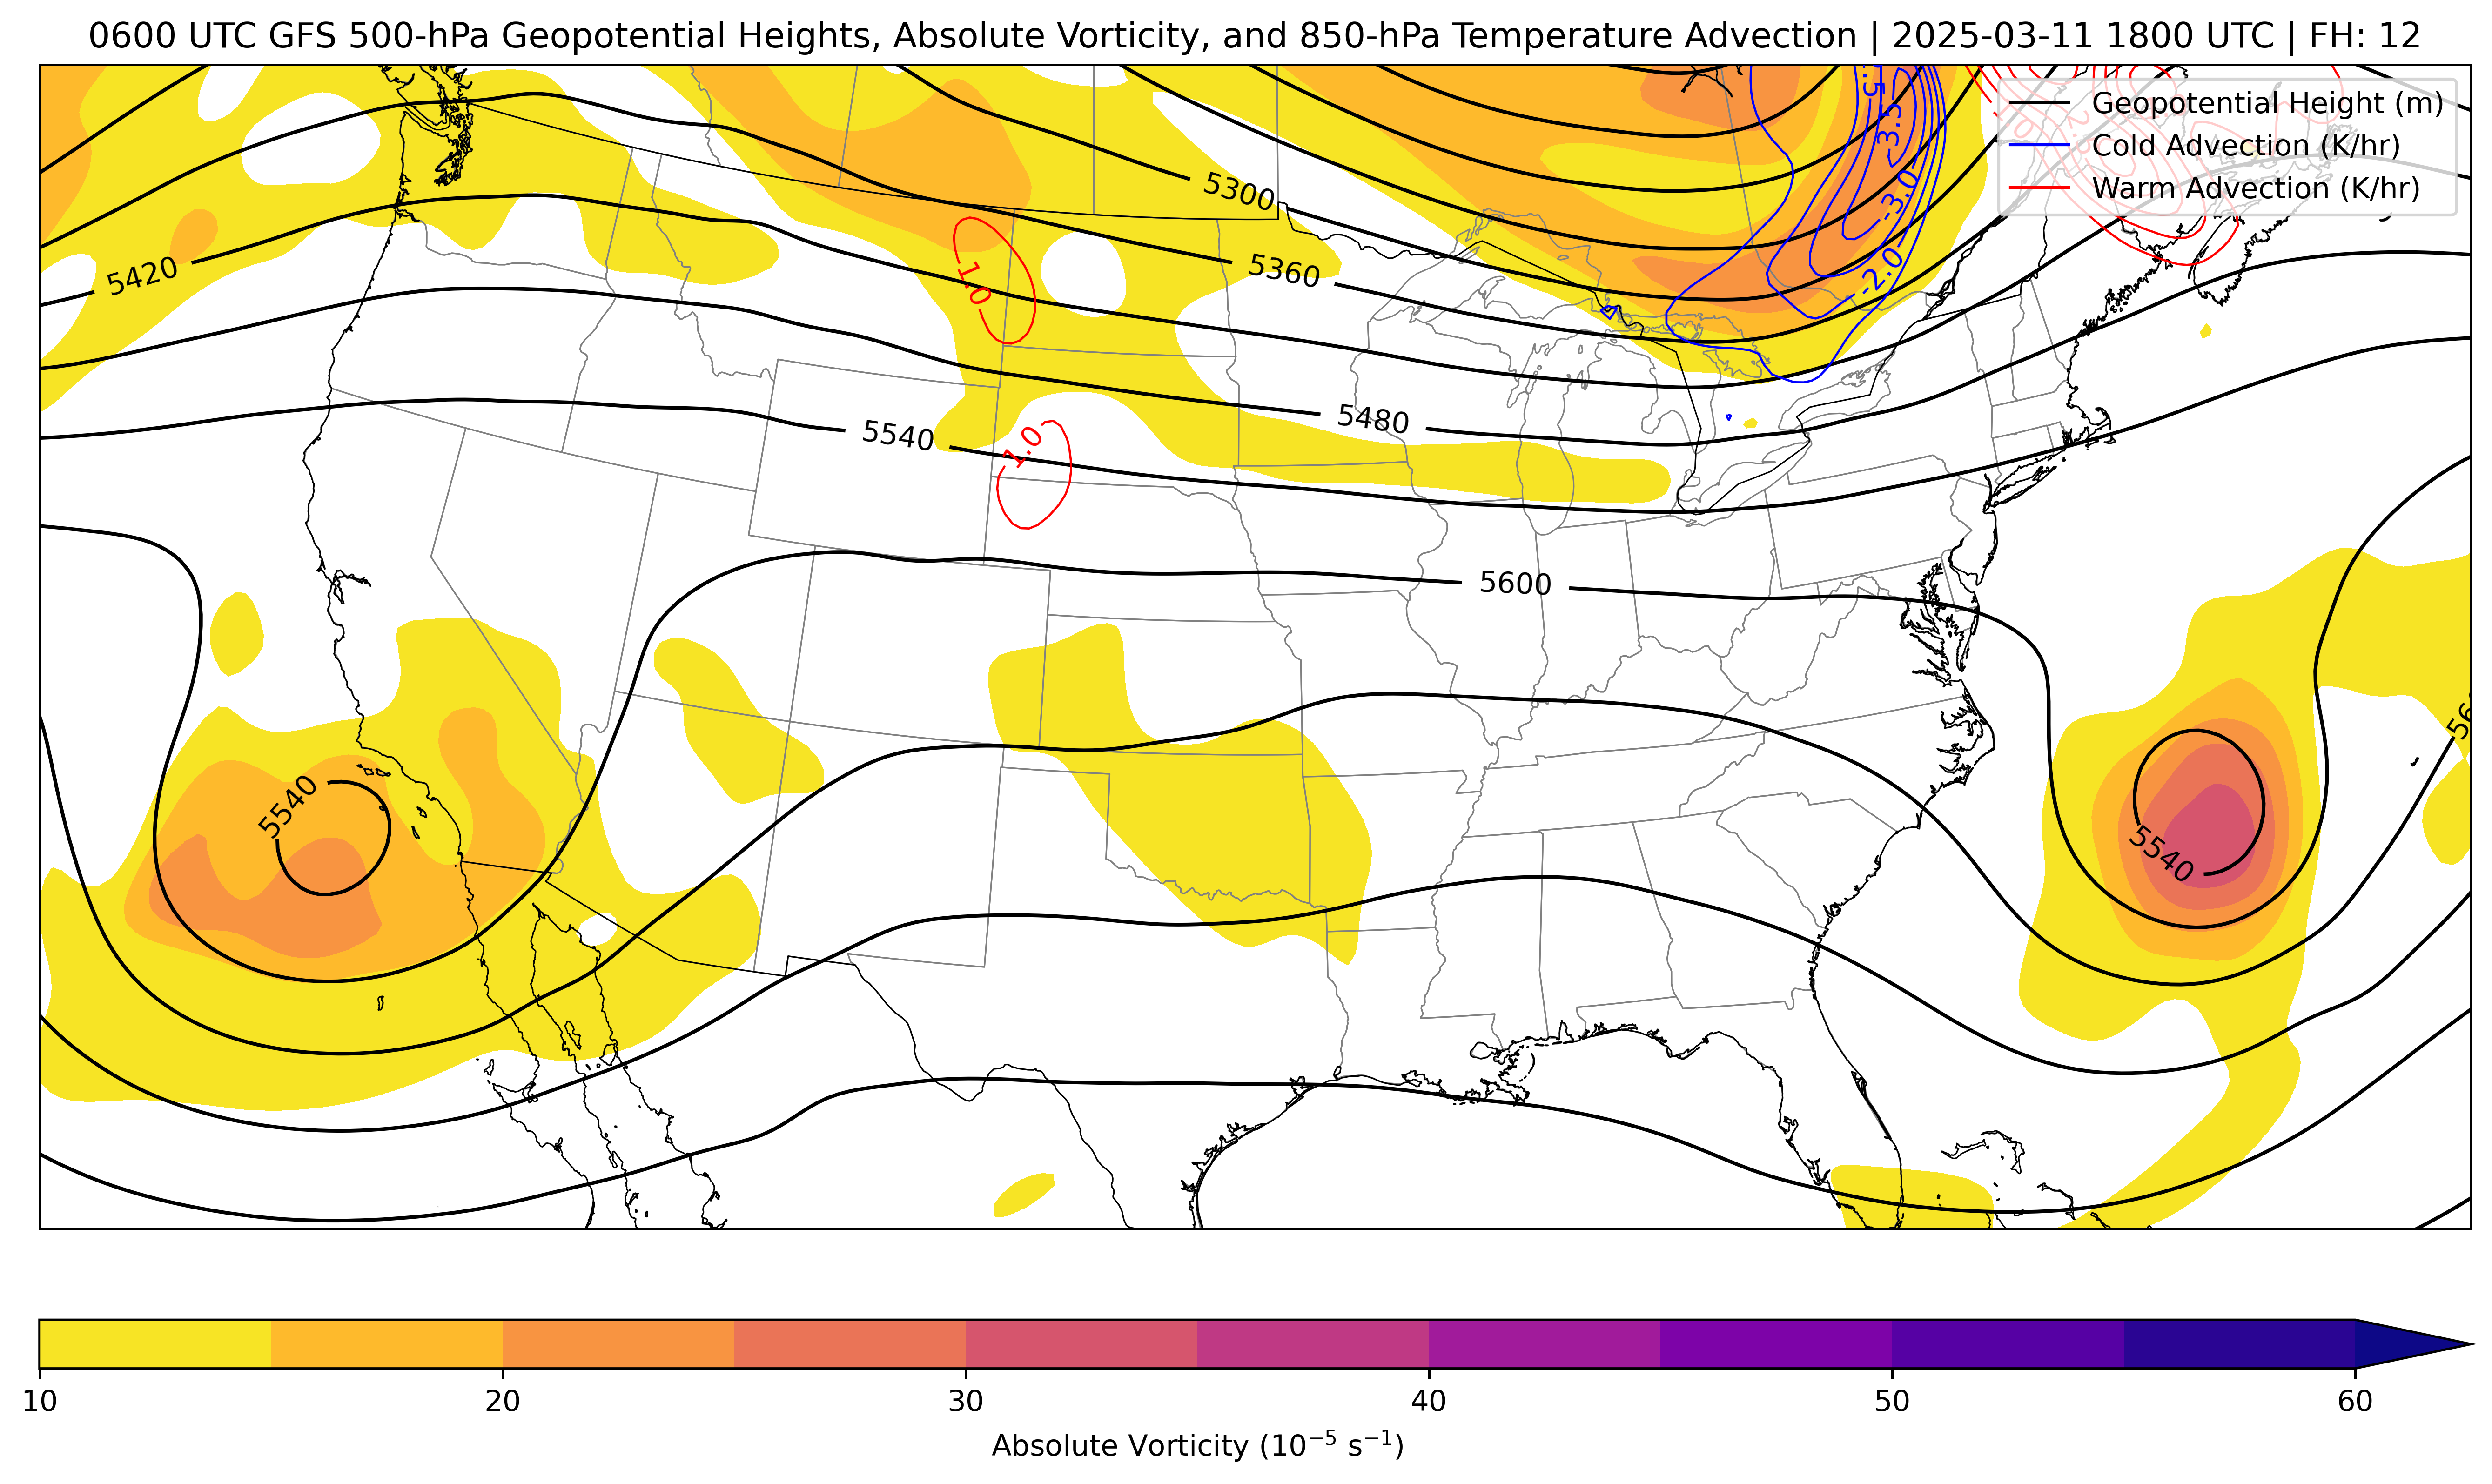 0600 UTC GFS 500-hPa Geopotential Heights, Absolute Vorticity, and 850-hPa Temperature Advection | 2025-03-11 1800 UTC | FH: 12
Geopotential Height (m)
Cold Advection (K/hr)
Warm Advection (K/hr)
-3.5
5300
-3.0
5420
5360
-2.0
1.0
5480
5540
1.0
5600
5540
5540
10 20 30 40 50 60
Absolute Vorticity (10⁻⁵ s⁻¹)